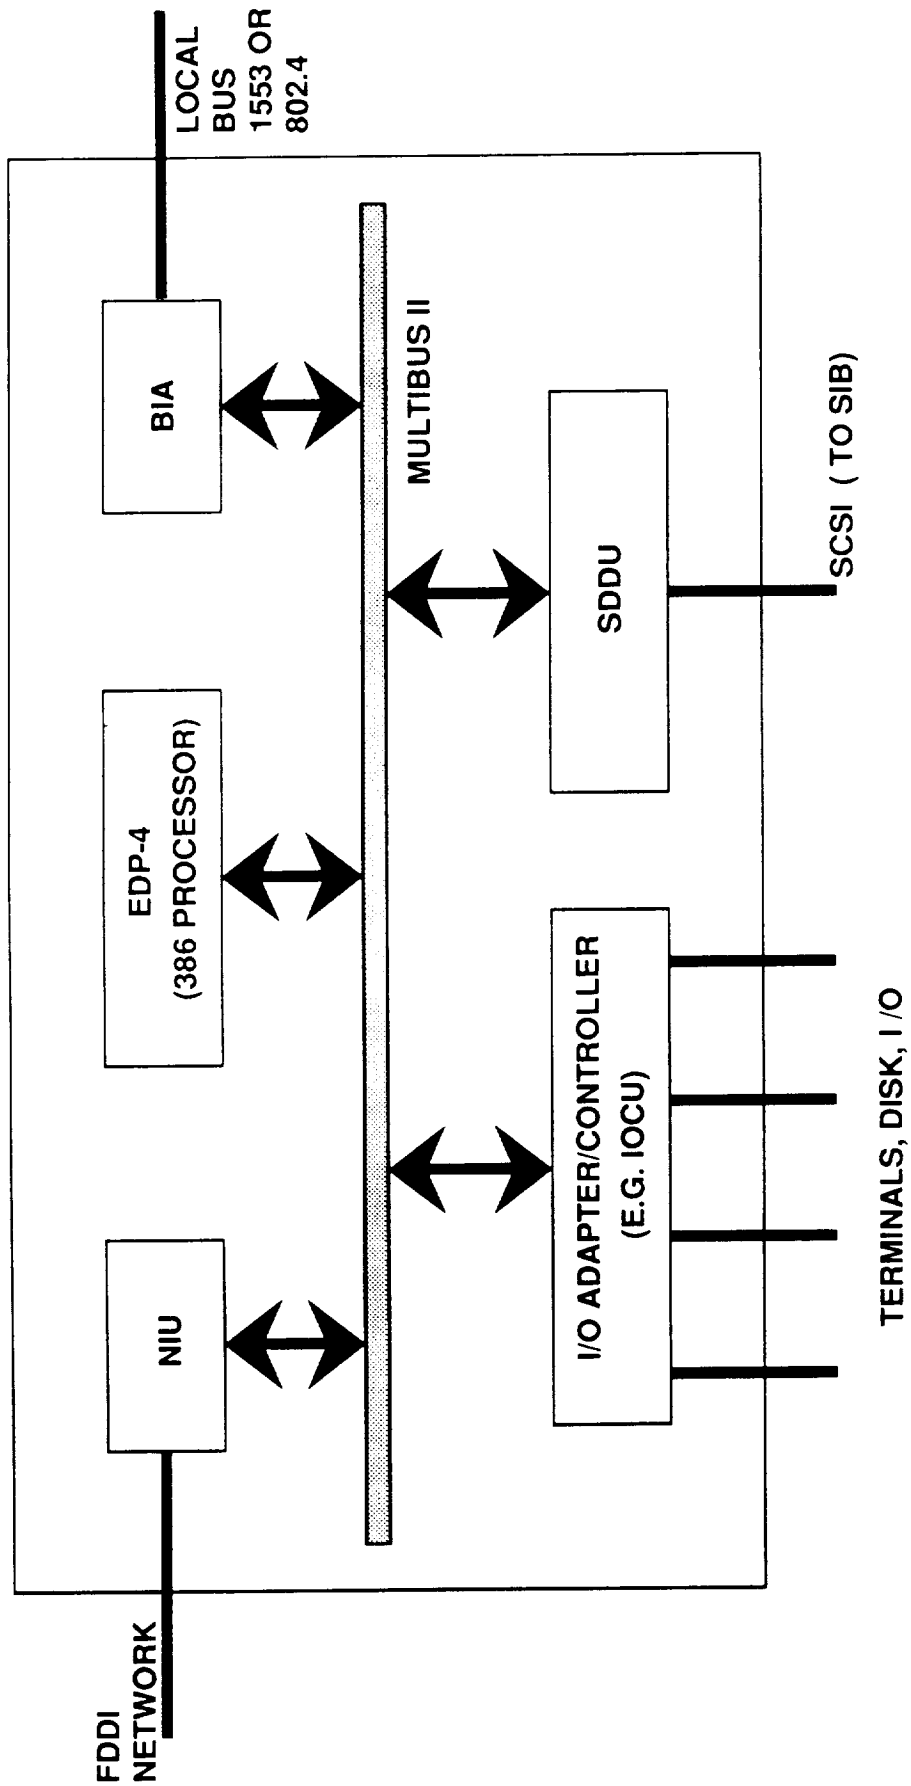 FDDI
NETWORK
NIU
EDP-4
(386 PROCESSOR)
BIA
LOCAL
BUS
1553 OR
802.4
MULTIBUS II
I/O ADAPTER/CONTROLLER
(E.G. IOCU)
SDDU
TERMINALS, DISK, I /O
SCSI ( TO SIB)